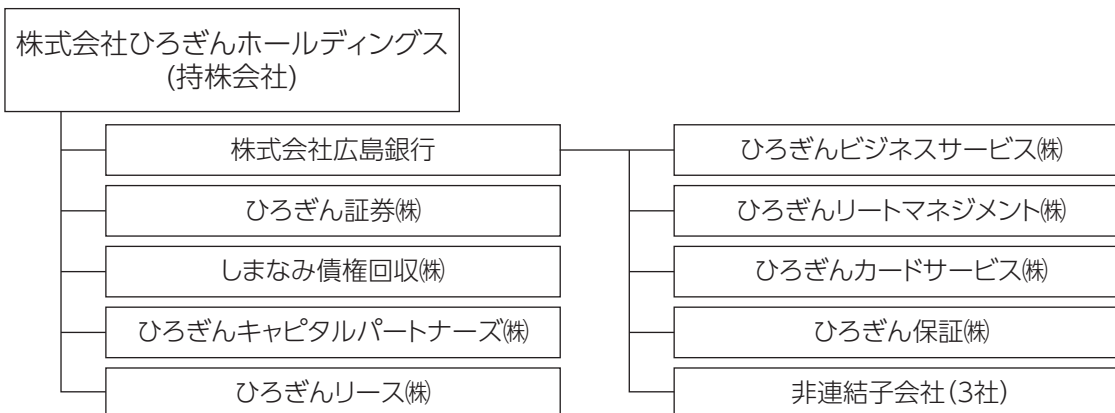 株式会社ひろぎんホールディングス
(持株会社)
株式会社広島銀行
ひろぎん証券㈱
しまなみ債権回収㈱
ひろぎんキャピタルパートナーズ㈱
ひろぎんリース㈱
ひろぎんビジネスサービス㈱
ひろぎんリートマネジメント㈱
ひろぎんカードサービス㈱
ひろぎん保証㈱
非連結子会社(3社)